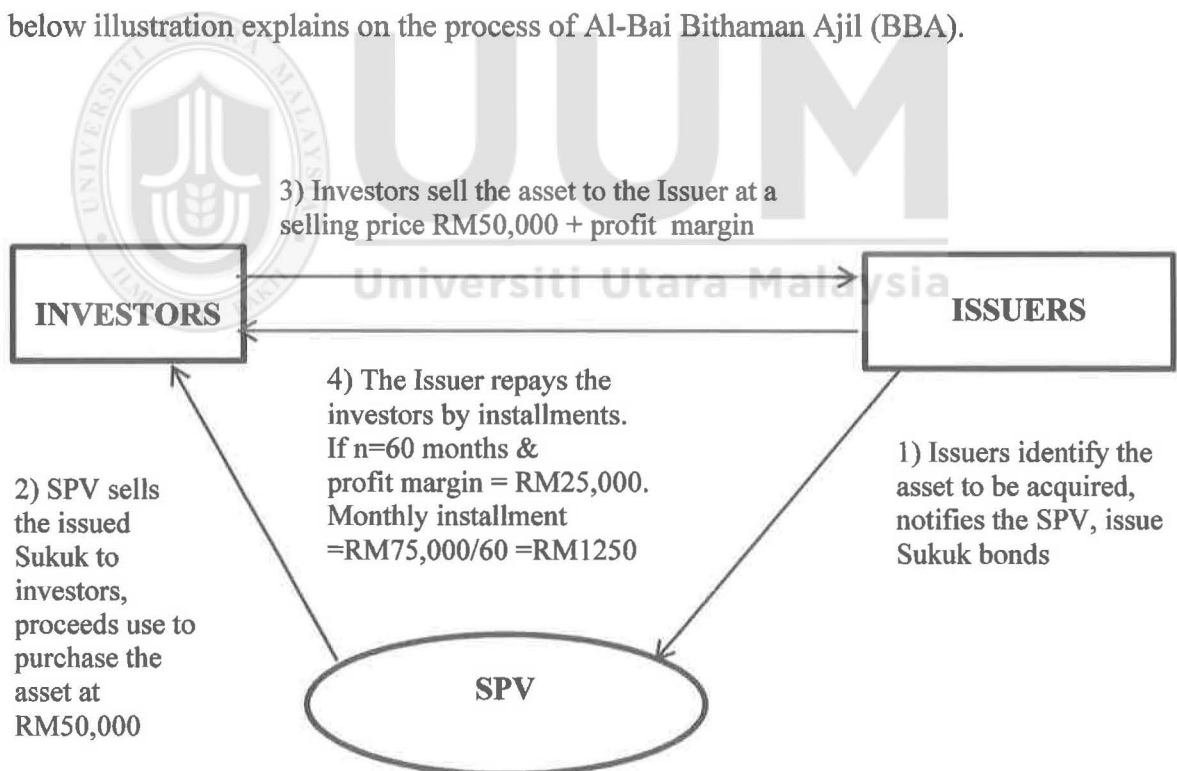 below illustration explains on the process of Al-Bai Bithaman Ajil (BBA).
UNIVERSITI UTARA MALAYSIA
UUM
Universiti Utara Malaysia
3) Investors sell the asset to the Issuer at a
selling price RM50,000 + profit margin
INVESTORS
ISSUERS
4) The Issuer repays the
investors by installments.
If n=60 months &
profit margin = RM25,000.
Monthly installment
=RM75,000/60 =RM1250
1) Issuers identify the
asset to be acquired,
notifies the SPV, issue
Sukuk bonds
2) SPV sells
the issued
Sukuk to
investors,
proceeds use to
purchase the
asset at
RM50,000
SPV